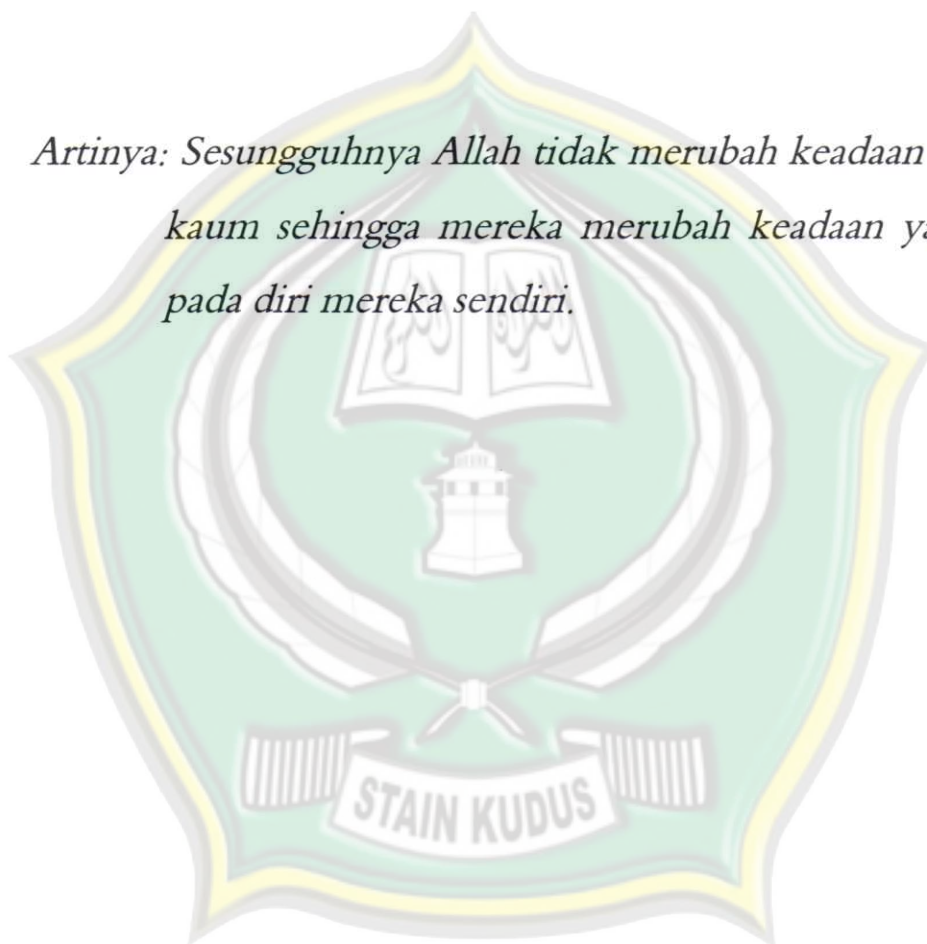 Artinya: Sesungguhnya Allah tidak merubah keadaan
kaum sehingga mereka merubah keadaan
pada diri mereka sendiri.
STAIN KUDUS